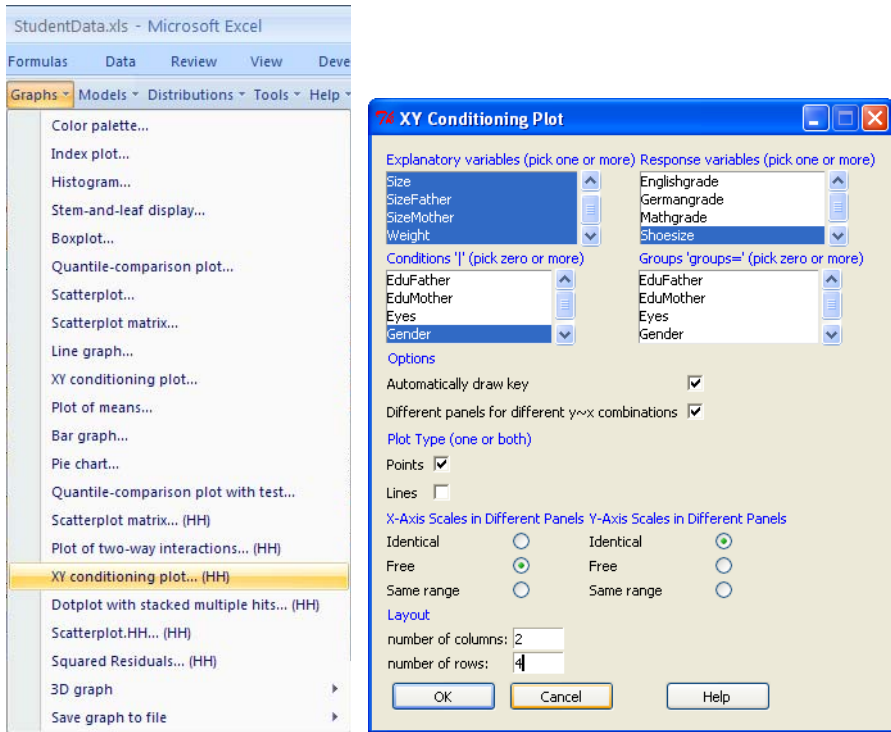 StudentData.xls - Microsoft Excel
Formulas Data Review View Deve
Graphs Models Distributions Tools Help
Color palette...
Index plot...
Histogram...
Stem-and-leaf display...
Boxplot...
Quantile-comparison plot...
Scatterplot...
Scatterplot matrix...
Line graph...
XY conditioning plot...
Plot of means...
Bar graph...
Pie chart...
Quantile-comparison plot with test...
Scatterplot matrix... (HH)
Plot of two-way interactions... (HH)
XY conditioning plot... (HH)
Dotplot with stacked multiple hits... (HH)
Scatterplot.HH... (HH)
Squared Residuals... (HH)
3D graph
Save graph to file
XY Conditioning Plot
Explanatory variables (pick one or more) Response variables (pick one or more)
Size Englishgrade
SizeFather Germangrade
SizeMother Mathgrade
Weight Shoesize
Conditions '|' (pick zero or more) Groups 'groups=' (pick zero or more)
EduFather EduFather
EduMother EduMother
Eyes Eyes
Gender Gender
Options
Automatically draw key
Different panels for different y~x combinations
Plot Type (one or both)
Points
Lines
X-Axis Scales in Different Panels Y-Axis Scales in Different Panels
Identical Identical
Free Free
Same range Same range
Layout
number of columns: 2
number of rows: 4
OK Cancel Help